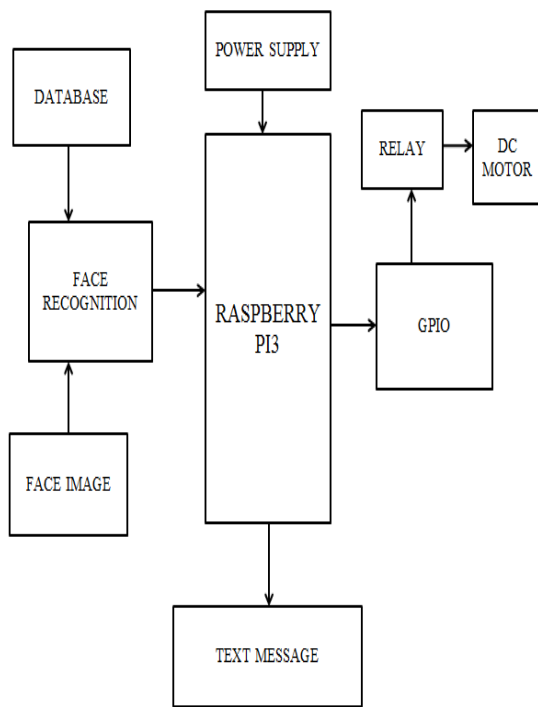 POWER SUPPLY
DATABASE
RELAY
DC
MOTOR
FACE
RECOGNITION
RASPBERRY
PI3
GPIO
FACE IMAGE
TEXT MESSAGE